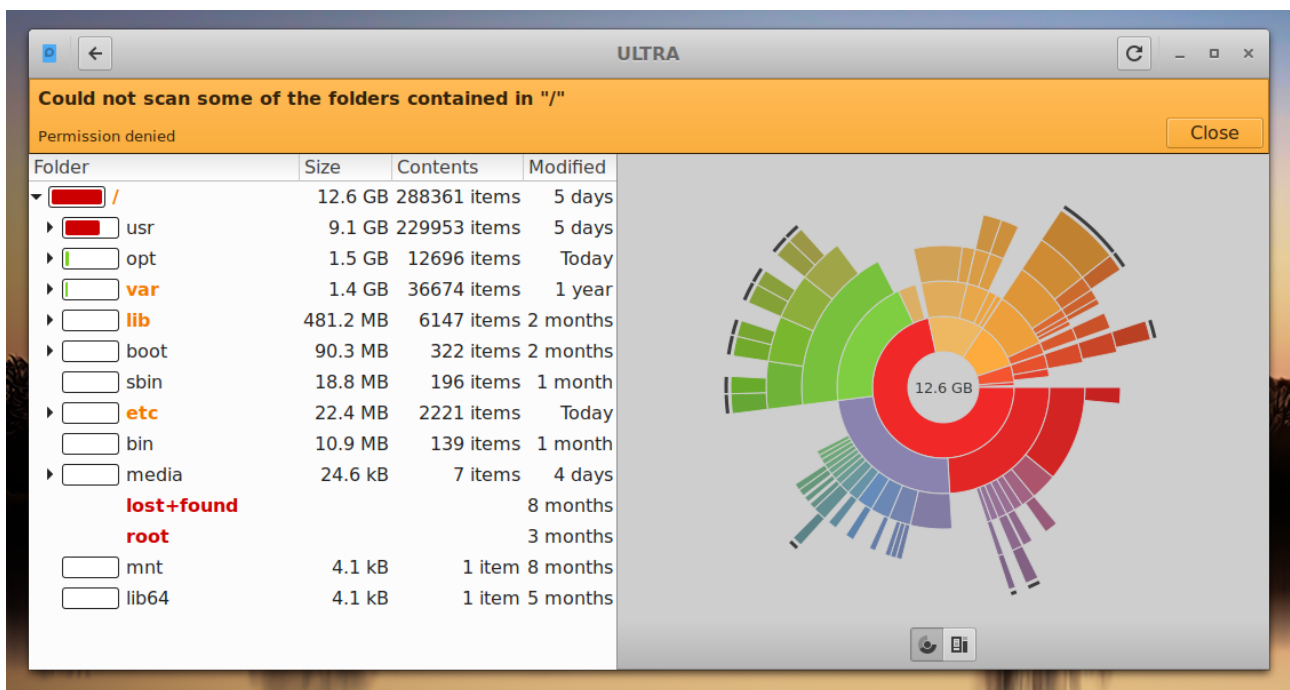 ULTRA
Could not scan some of the folders contained in "/"
Permission denied
Close
Folder Size Contents Modified
/ 12.6 GB 288361 items 5 days
usr 9.1 GB 229953 items 5 days
opt 1.5 GB 12696 items Today
var 1.4 GB 36674 items 1 year
lib 481.2 MB 6147 items 2 months
boot 90.3 MB 322 items 2 months
sbin 18.8 MB 196 items 1 month
etc 22.4 MB 2221 items Today
bin 10.9 MB 139 items 1 month
media 24.6 kB 7 items 4 days
lost+found 8 months
root 3 months
mnt 4.1 kB 1 item 8 months
lib64 4.1 kB 1 item 5 months
12.6 GB